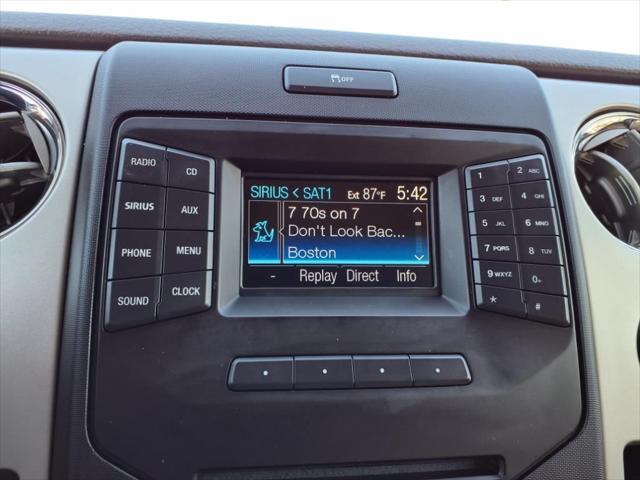 OFF
RADIO
CD
SIRIUS
AUX
PHONE
MENU
SOUND
CLOCK
SIRIUS < SAT1 Ext 87°F 5:42
7 70s on 7
Don't Look Bac...
Boston
- Replay Direct Info
1
2 ABC
3 DEF
4 GHI
5 JKL
6 MNO
7 PQRS
8 TUV
9 WXYZ
0 +
*
#